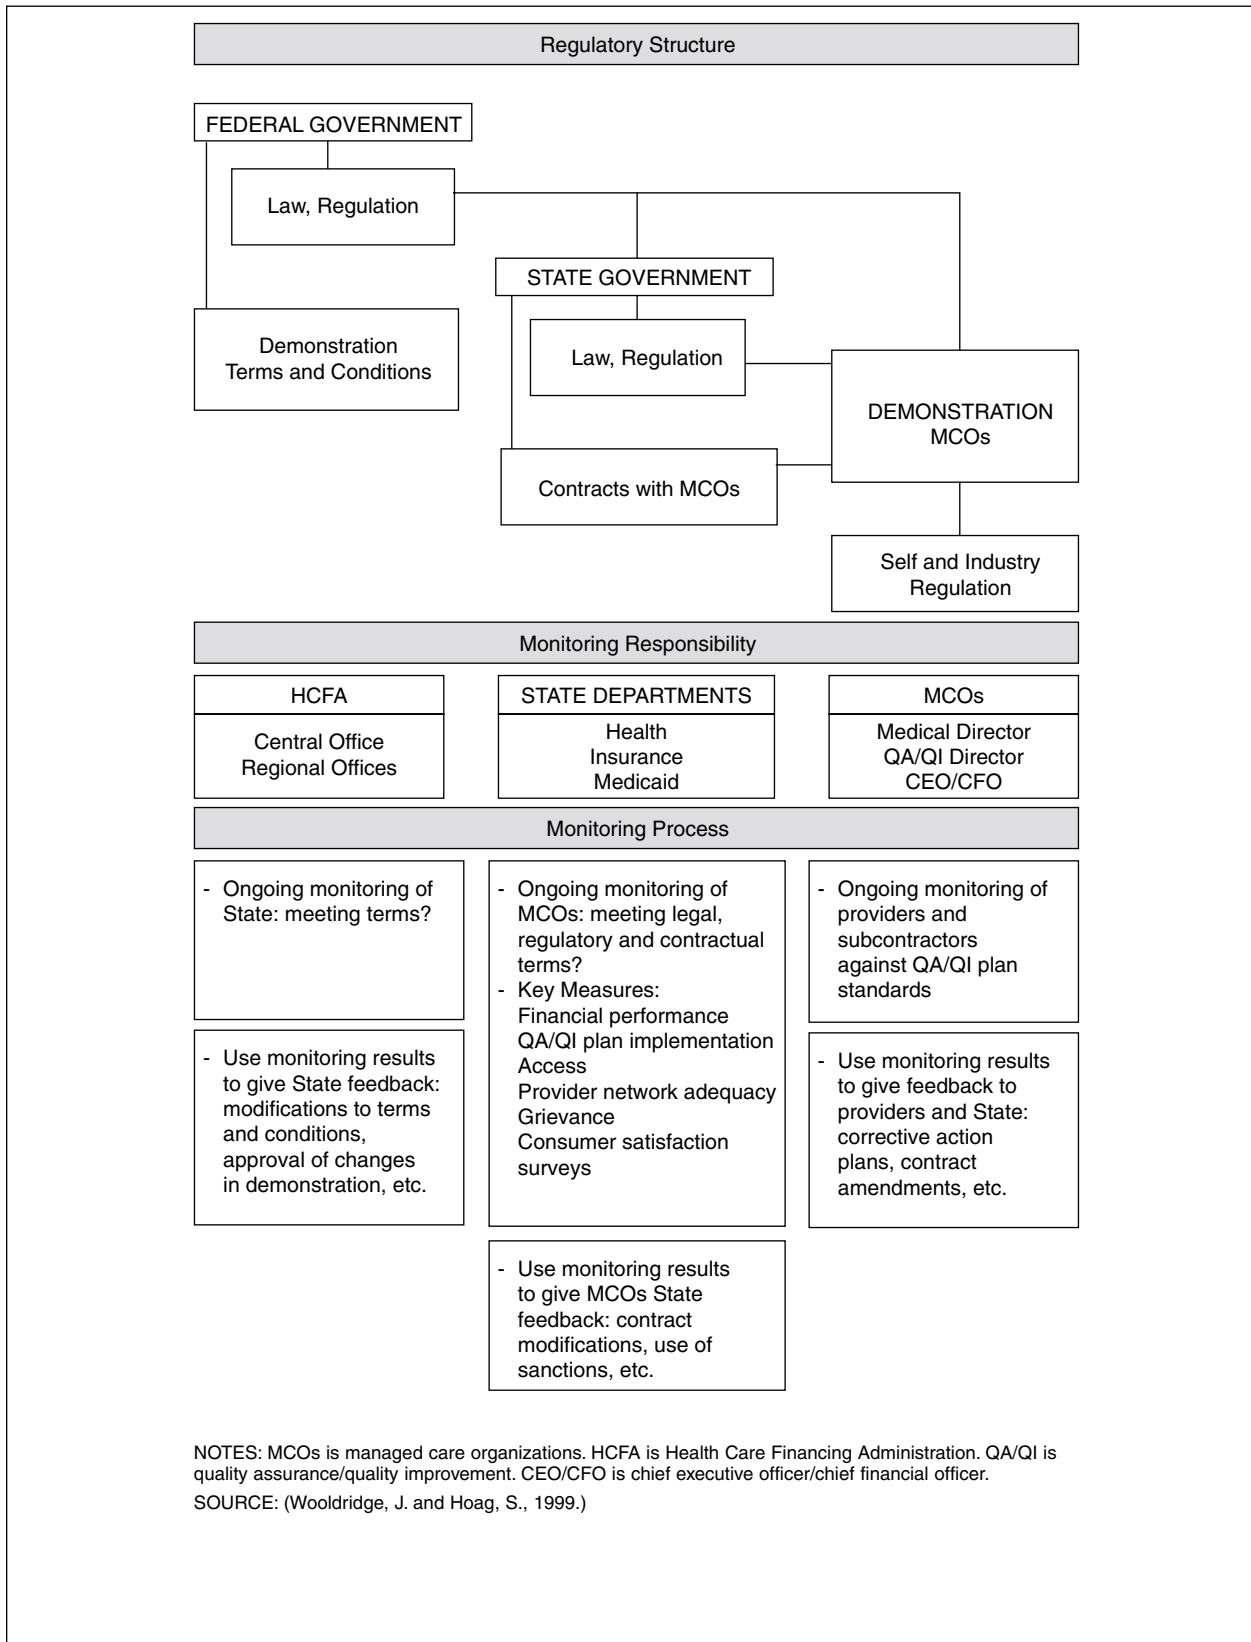 Regulatory Structure
FEDERAL GOVERNMENT
Law, Regulation
STATE GOVERNMENT
Demonstration
Terms and Conditions
Law, Regulation
DEMONSTRATION
MCOs
Contracts with MCOs
Self and Industry
Regulation
Monitoring Responsibility
HCFA
Central Office
Regional Offices
STATE DEPARTMENTS
Health
Insurance
Medicaid
MCOs
Medical Director
QA/QI Director
CEO/CFO
Monitoring Process
- Ongoing monitoring of
State: meeting terms?
- Use monitoring results
to give State feedback:
modifications to terms
and conditions,
approval of changes
in demonstration, etc.
- Ongoing monitoring of
MCOs: meeting legal,
regulatory and contractual
terms?
- Key Measures:
Financial performance
QA/QI plan implementation
Access
Provider network adequacy
Grievance
Consumer satisfaction
surveys
- Use monitoring results
to give MCOs State
feedback: contract
modifications, use of
sanctions, etc.
- Ongoing monitoring of
providers and
subcontractors
against QA/QI plan
standards
- Use monitoring results
to give feedback to
providers and State:
corrective action
plans, contract
amendments, etc.
NOTES: MCOs is managed care organizations. HCFA is Health Care Financing Administration. QA/QI is
quality assurance/quality improvement. CEO/CFO is chief executive officer/chief financial officer.
SOURCE: (Wooldridge, J. and Hoag, S., 1999.)